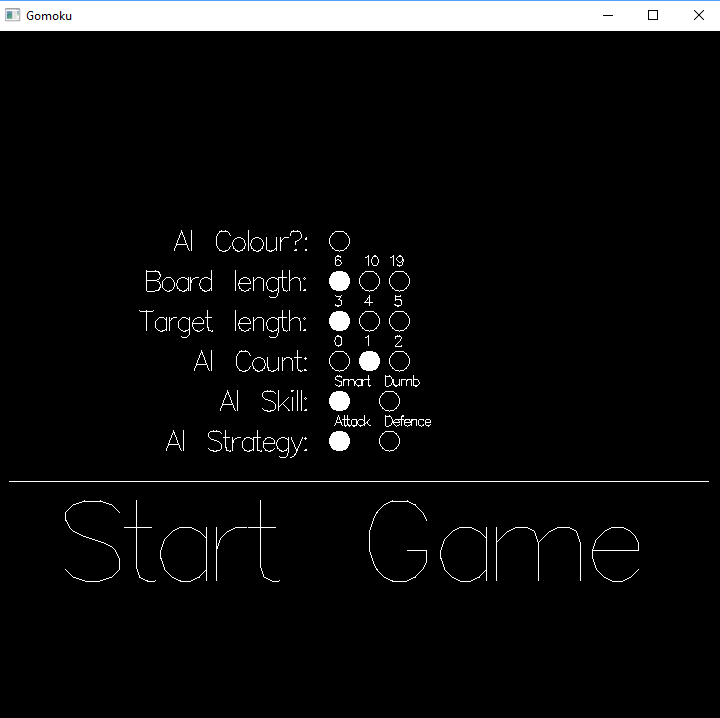 Gomoku
AI Colour?:
6 10 19
Board length:
3 4 5
Target length:
0 1 2
AI Count:
Smart Dumb
AI Skill:
Attack Defence
AI Strategy:
Start Game